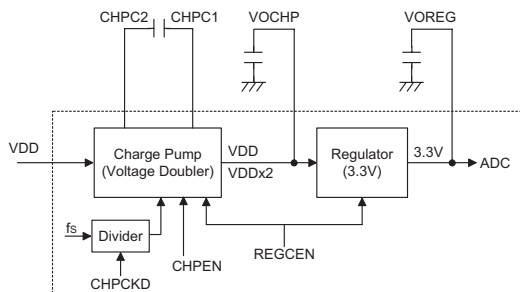 CHPC2 CHPC1
VOCHP
VOREG
VDD
Charge Pump
(Voltage Doubler)
VDD
VDDx2
Regulator
(3.3V)
3.3V
ADC
fs
Divider
CHPCKD
CHPEN
REGCEN